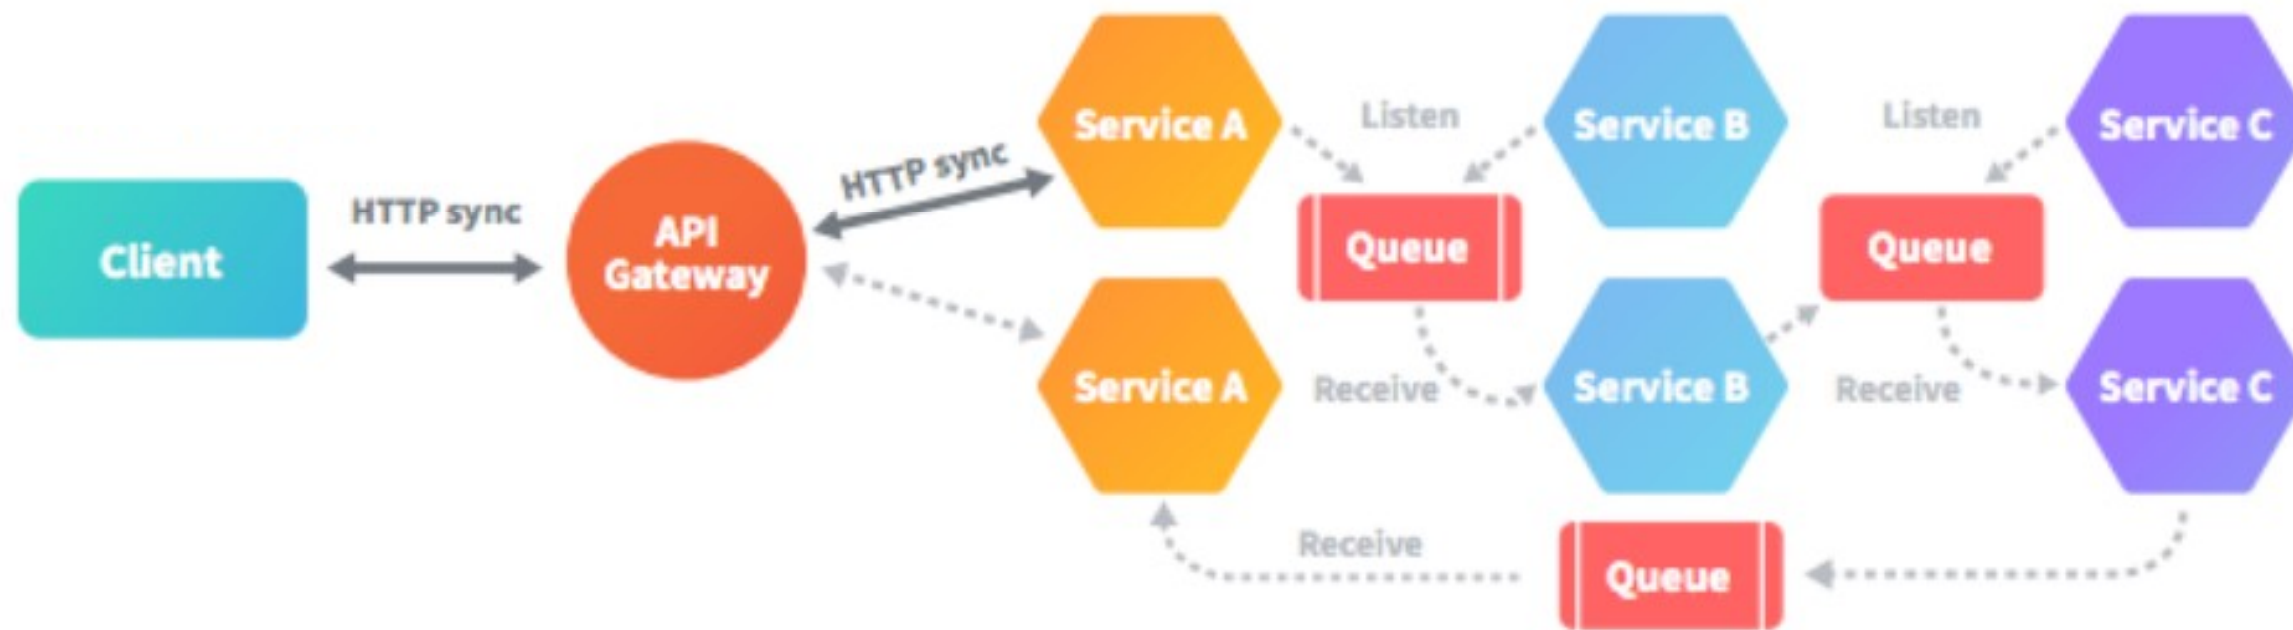 Service A
Listen
Service B
Listen
Service C
HTTP sync
HTTP sync
Client
API
Gateway
Queue
Queue
Service A
Receive
Service B
Receive
Service C
Receive
Queue